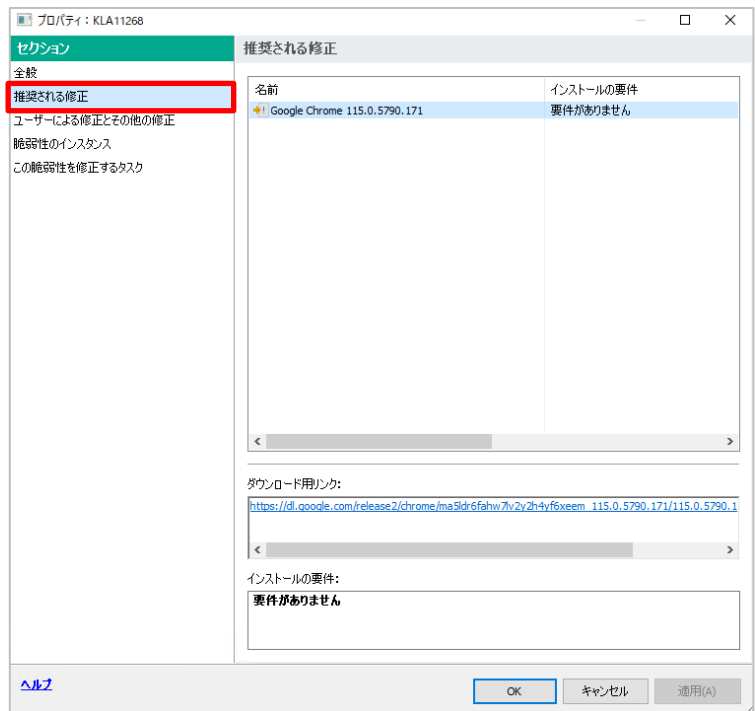 プロパティ：KLA11268
セクション
推奨される修正
全般
推奨される修正
ユーザーによる修正とその他の修正
脆弱性のインスタンス
この脆弱性を修正するタスク
名前 インストールの要件
Google Chrome 115.0.5790.171 要件がありません
ダウンロード用リンク:
https://dl.google.com/release2/chrome/ma5ldr6fahw7lv2y2h4yf6xeem_115.0.5790.171/115.0.5790.1
インストールの要件:
要件がありません
ヘルプ
OK キャンセル 適用(A)